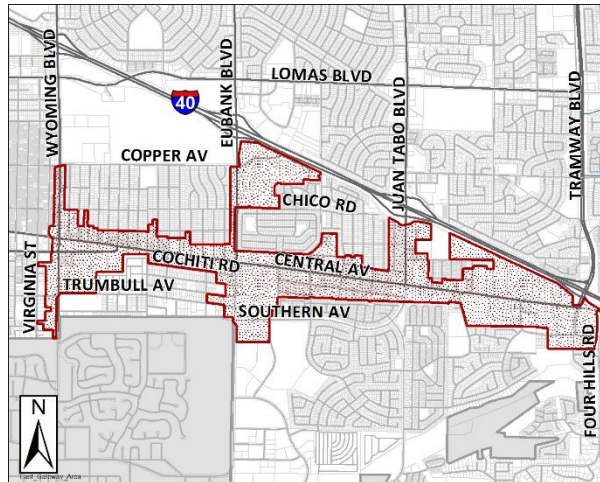 WYOMING BLVD
EUBANK BLVD
LOMAS BLVD
JUAN TABO BLVD
TRAMWAY BLVD
40
COPPER AV
CHICO RD
VIRGINIA ST
COCHITI RD
CENTRAL AV
TRUMBULL AV
SOUTHERN AV
FOUR HILLS RD
N
East_Gateway_Area